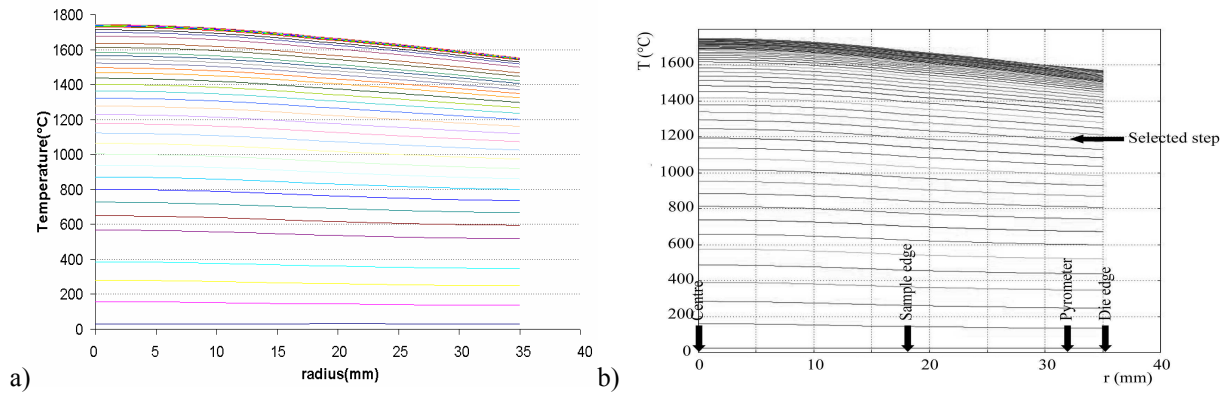 1800
1600
1400
1200
1000
800
600
400
200
0
Temperature(°C)
0 5 10 15 20 25 30 35 40
radius(mm)
a)
T (°C)
1600
1400
1200
1000
800
600
400
200
0
Selected step
Centre
Sample edge
Pyrometer
Die edge
0 10 20 30 40
r (mm)
b)